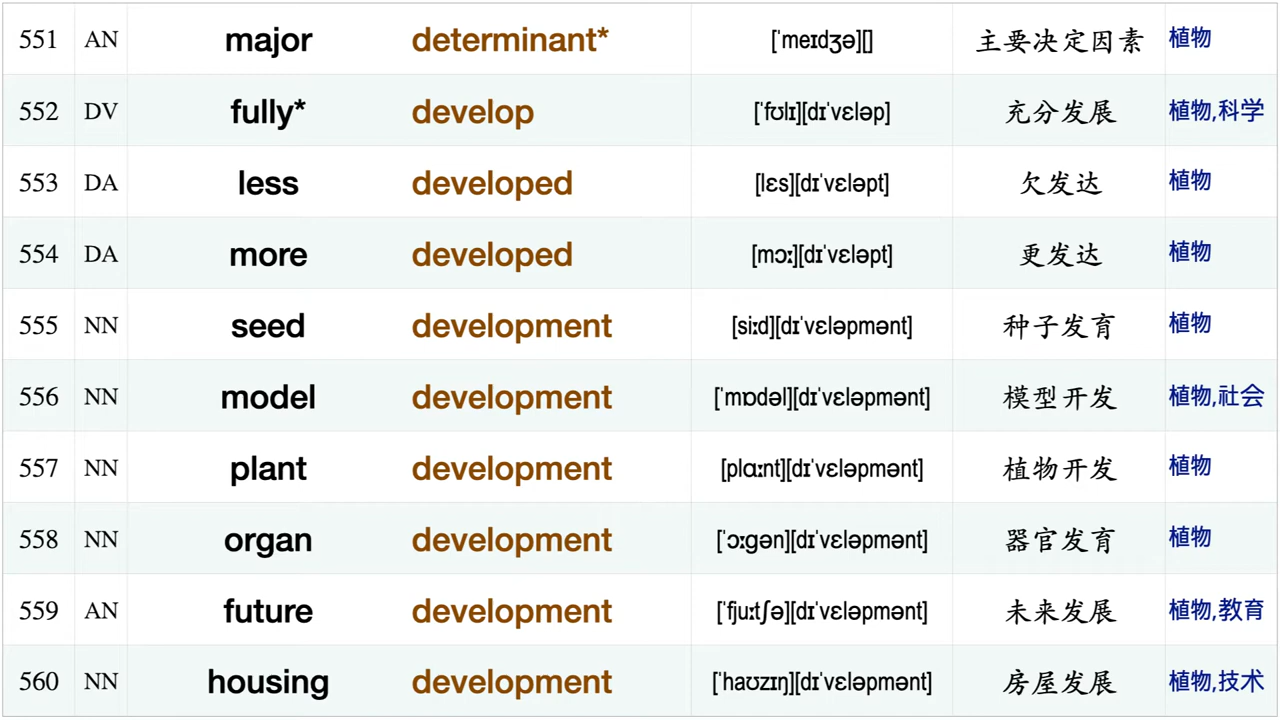 551 AN major determinant* [ˈmeɪdʒə][] 主要决定因素 植物
552 DV fully* develop [ˈfʊlɪ][dɪˈvɛləp] 充分发展 植物,科学
553 DA less developed [lɛs][dɪˈvɛləpt] 欠发达 植物
554 DA more developed [mɔː][dɪˈvɛləpt] 更发达 植物
555 NN seed development [siːd][dɪˈvɛləpmənt] 种子发育 植物
556 NN model development [ˈmɒdəl][dɪˈvɛləpmənt] 模型开发 植物,社会
557 NN plant development [plɑːnt][dɪˈvɛləpmənt] 植物开发 植物
558 NN organ development [ˈɔːɡən][dɪˈvɛləpmənt] 器官发育 植物
559 AN future development [ˈfjuːtʃə][dɪˈvɛləpmənt] 未来发展 植物,教育
560 NN housing development [ˈhaʊzɪŋ][dɪˈvɛləpmənt] 房屋发展 植物,技术